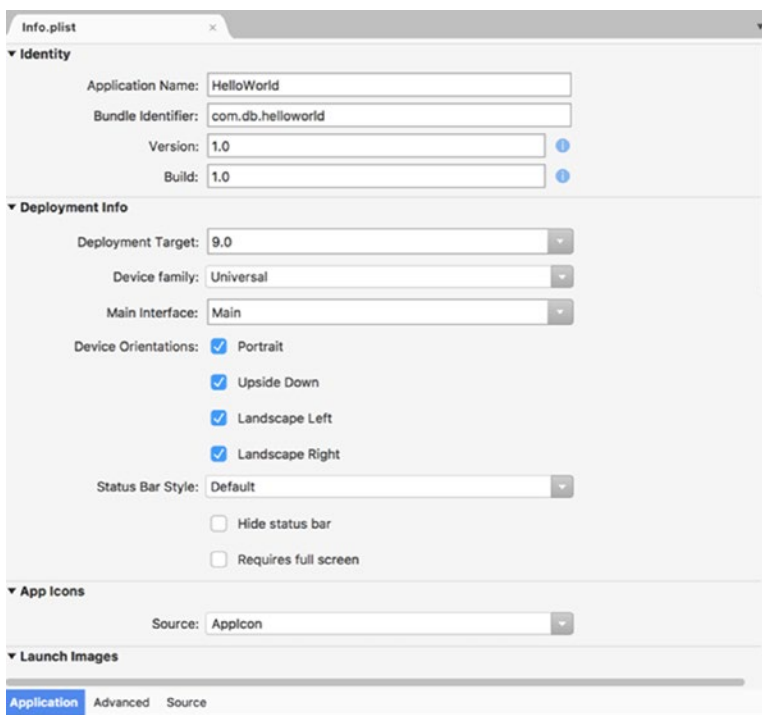 Info.plist ×
Identity
Application Name: HelloWorld
Bundle Identifier: com.db.helloworld
Version: 1.0
Build: 1.0
Deployment Info
Deployment Target: 9.0
Device family: Universal
Main Interface: Main
Device Orientations: Portrait
Upside Down
Landscape Left
Landscape Right
Status Bar Style: Default
Hide status bar
Requires full screen
App Icons
Source: AppIcon
Launch Images
Application Advanced Source